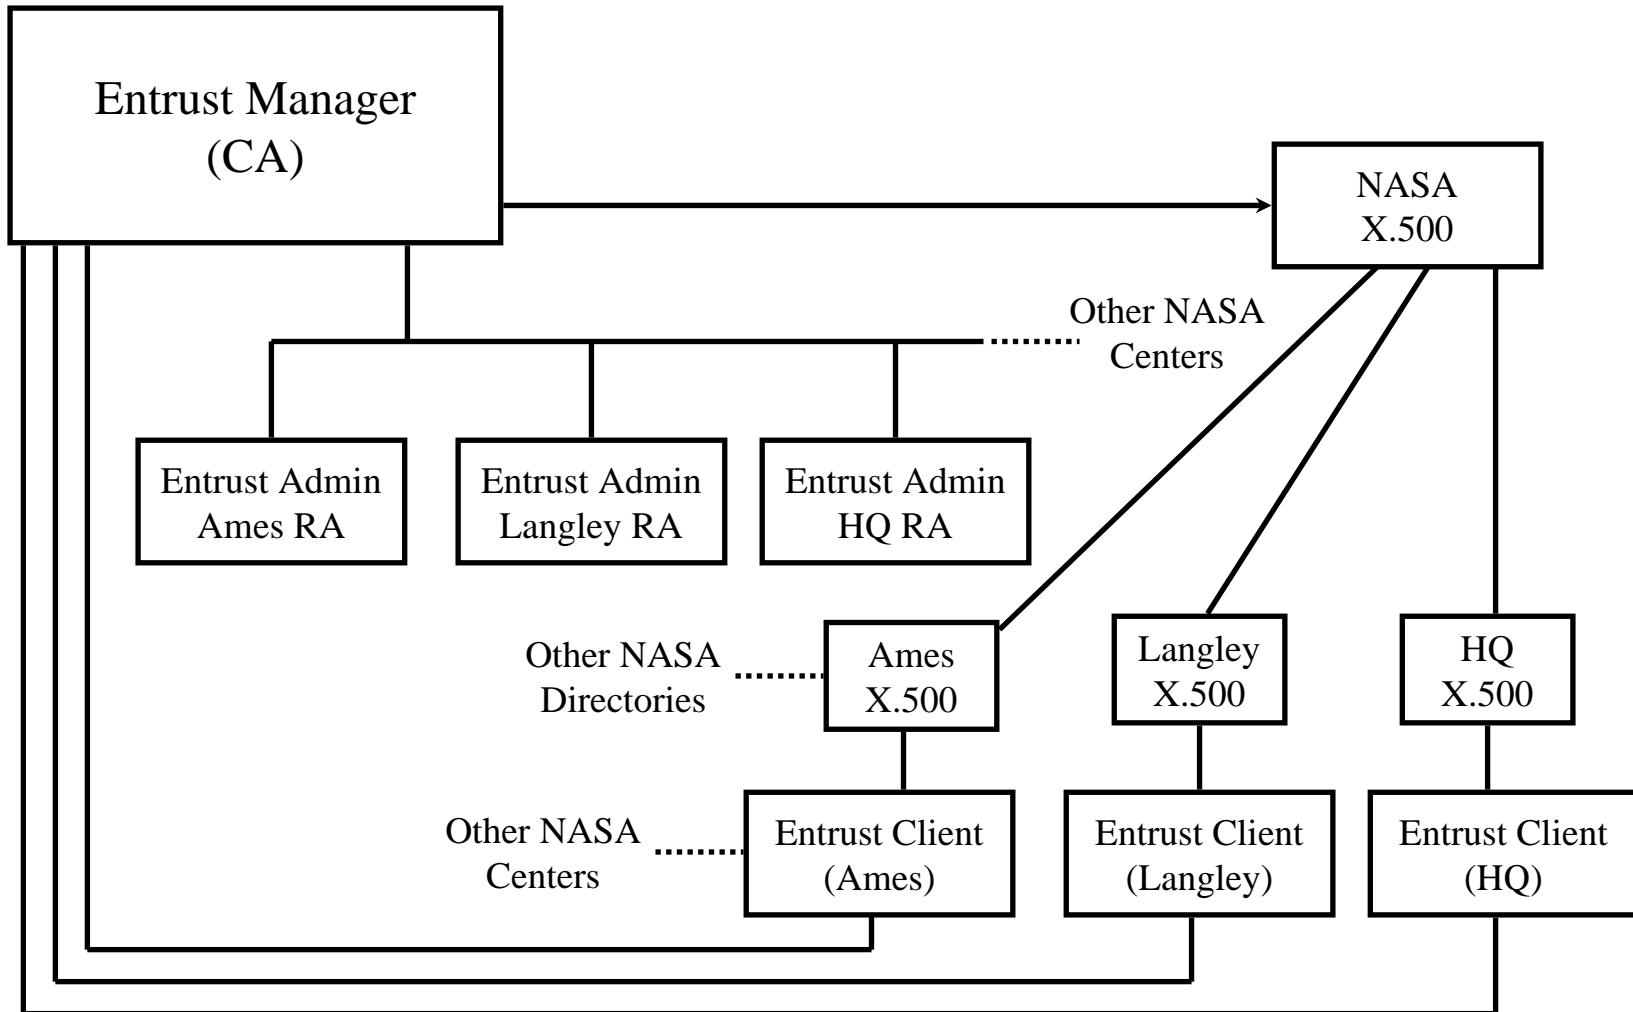 Entrust Manager
(CA)
NASA
X.500
Other NASA
Centers
Entrust Admin
Ames RA
Entrust Admin
Langley RA
Entrust Admin
HQ RA
Other NASA
Directories
Ames
X.500
Langley
X.500
HQ
X.500
Other NASA
Centers
Entrust Client
(Ames)
Entrust Client
(Langley)
Entrust Client
(HQ)